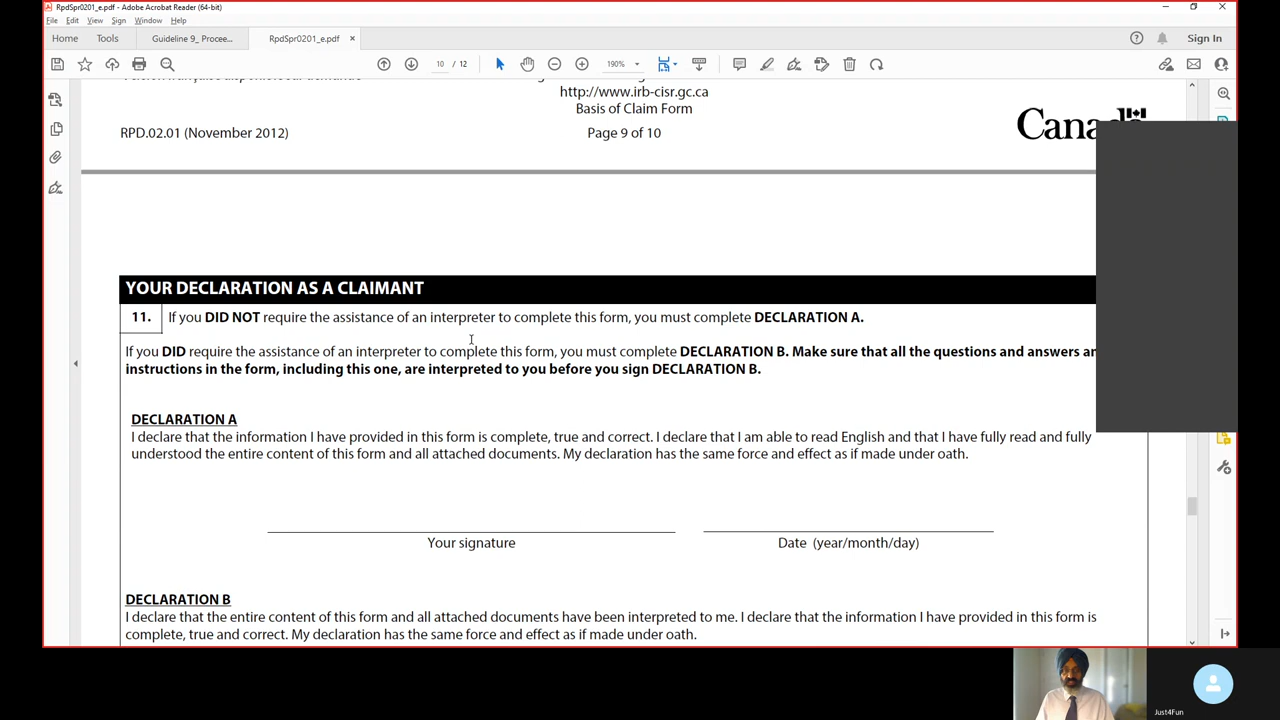 RpdSpr0201_e.pdf - Adobe Acrobat Reader (64-bit)
File Edit View Sign Window Help
Home Tools Guideline 9_ Procee... RpdSpr0201_e.pdf × Sign In
10 / 12 190%
http://www.irb-cisr.gc.ca
Basis of Claim Form
RPD.02.01 (November 2012) Page 9 of 10
YOUR DECLARATION AS A CLAIMANT
11. If you DID NOT require the assistance of an interpreter to complete this form, you must complete DECLARATION A.
If you DID require the assistance of an interpreter to complete this form, you must complete DECLARATION B. Make sure that all the questions and answers
instructions in the form, including this one, are interpreted to you before you sign DECLARATION B.
DECLARATION A
I declare that the information I have provided in this form is complete, true and correct. I declare that I am able to read English and that I have fully read and fully
understood the entire content of this form and all attached documents. My declaration has the same force and effect as if made under oath.
Your signature Date (year/month/day)
DECLARATION B
I declare that the entire content of this form and all attached documents have been interpreted to me. I declare that the information I have provided in this form is
complete, true and correct. My declaration has the same force and effect as if made under oath.
Just4Fun